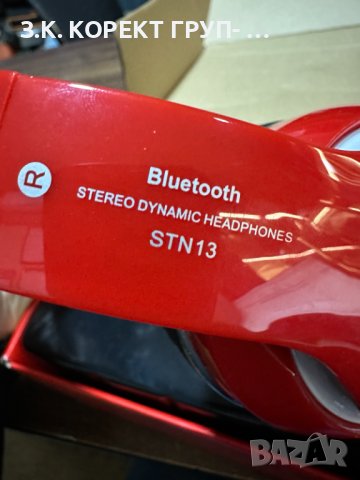 З.К. КОРЕКТ ГРУП- ...
R
Bluetooth
STEREO DYNAMIC HEADPHONES
STN13
BAZAR